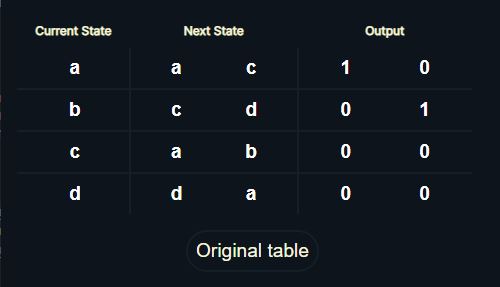 Current State Next State Output
a a c 1 0
b c d 0 1
c a b 0 0
d d a 0 0
Original table